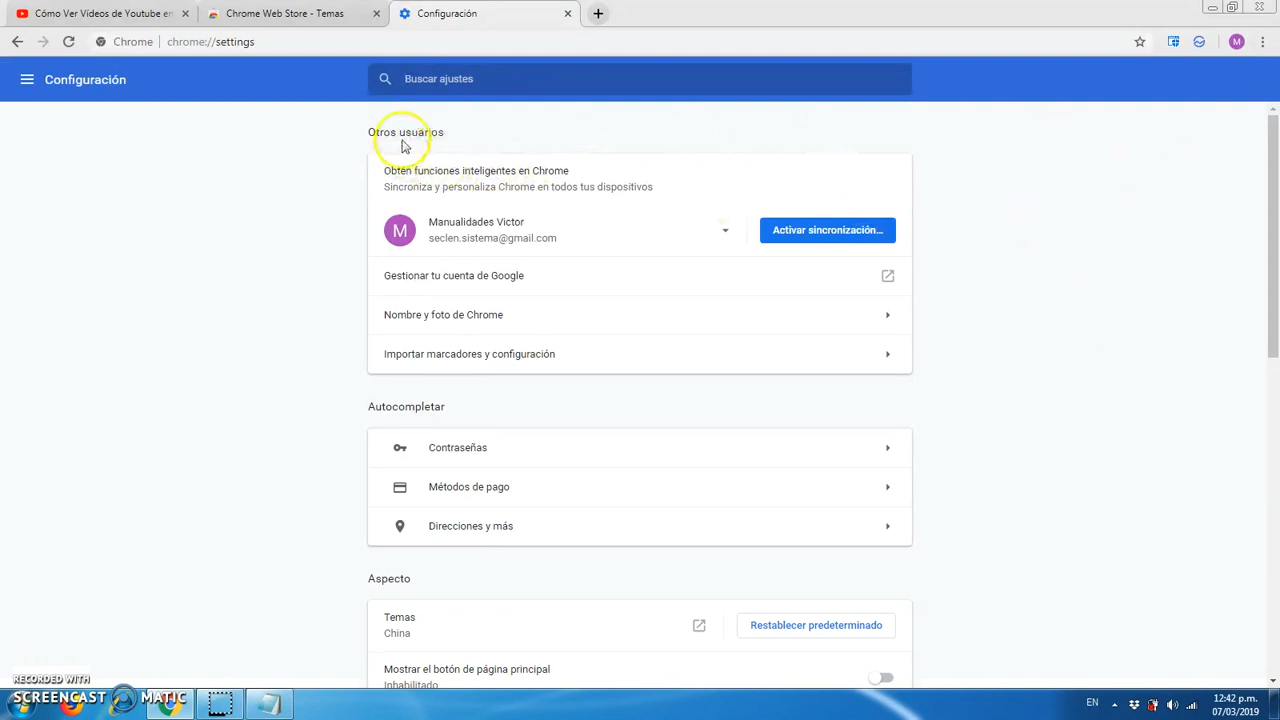 Cómo Ver Vídeos de Youtube en
Chrome Web Store - Temas
Configuración
Chrome
chrome://settings
M
Configuración
Buscar ajustes
Otros usuarios
Obtén funciones inteligentes en Chrome
Sincroniza y personaliza Chrome en todos tus dispositivos
M
Manualidades Victor
seclen.sistema@gmail.com
Activar sincronización...
Gestionar tu cuenta de Google
Nombre y foto de Chrome
Importar marcadores y configuración
Autocompletar
Contraseñas
Métodos de pago
Direcciones y más
Aspecto
Temas
China
Restablecer predeterminado
Mostrar el botón de página principal
Inhabilitado
RECORDED WITH
SCREENCAST MATIC
EN
12:42 p.m.
07/03/2019